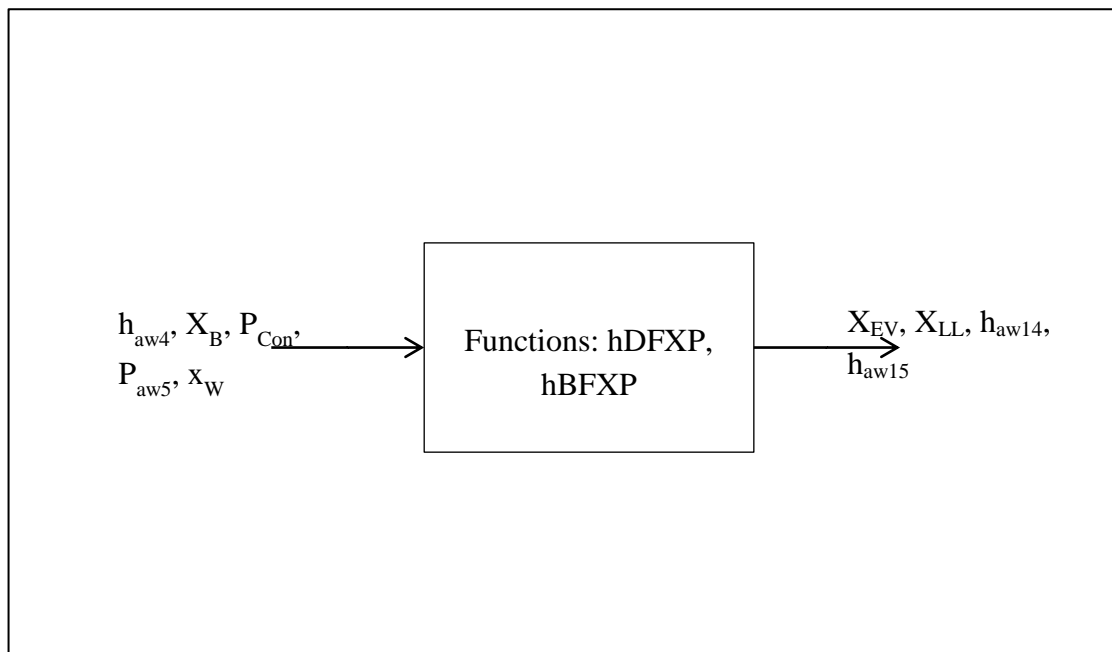 h_aw4, X_B, P_Con,
P_aw5, x_W
Functions: hDFXP,
hBFXP
X_EV, X_LL, h_aw14,
h_aw15